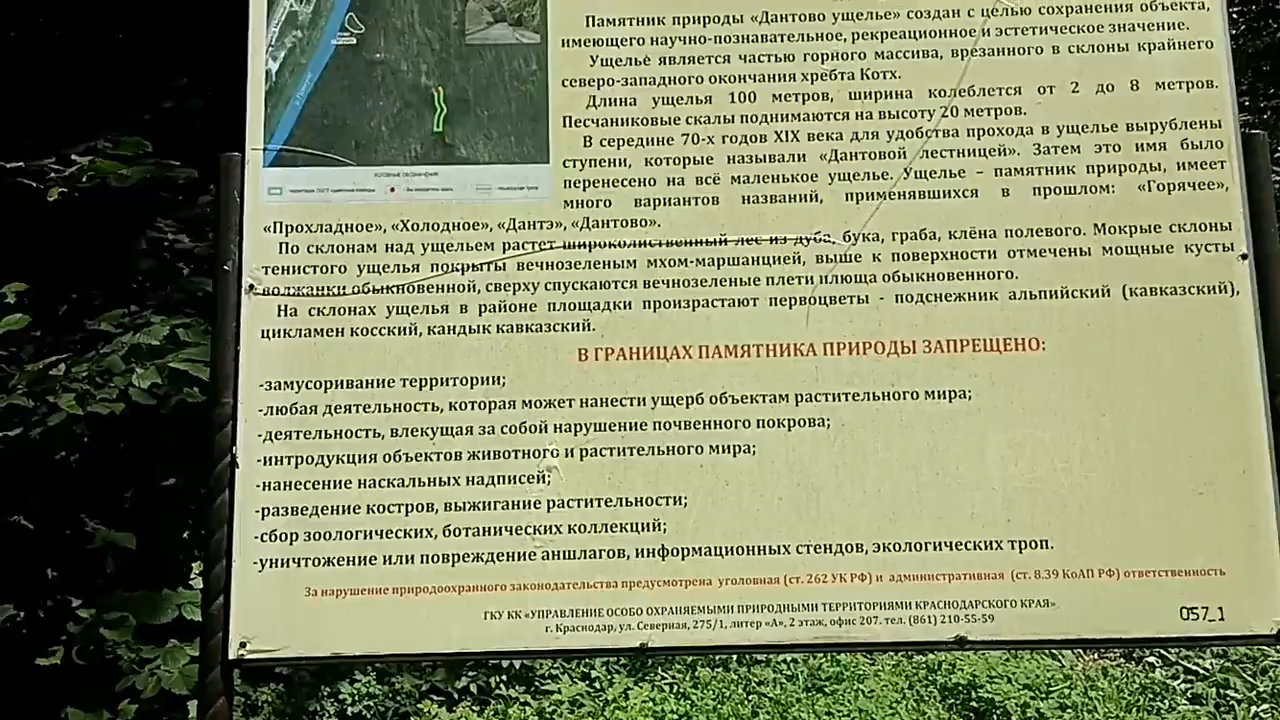 Памятник природы «Дантово ущелье» создан с целью сохранения объекта,
имеющего научно-познавательное, рекреационное и эстетическое значение.
Ущелье является частью горного массива, врезанного в склоны крайнего
северо-западного окончания хребта Котх.
Длина ущелья 100 метров, ширина колеблется от 2 до 8 метров.
Песчаниковые скалы поднимаются на высоту 20 метров.
В середине 70-х годов XIX века для удобства прохода в ущелье вырублены
ступени, которые называли «Дантовой лестницей». Затем это имя было
перенесено на всё маленькое ущелье. Ущелье – памятник природы, имеет
много вариантов названий, применявшихся в прошлом: «Горячее»,
«Прохладное», «Холодное», «Дантэ», «Дантово».
По склонам над ущельем растет широколиственный лес из дуба, бука, граба, клёна полевого. Мокрые склоны
тенистого ущелья покрыты вечнозеленым мхом-маршанцией, выше к поверхности отмечены мощные кусты
волжанки обыкновенной, сверху спускаются вечнозеленые плети плюща обыкновенного.
На склонах ущелья в районе площадки произрастают первоцветы - подснежник альпийский (кавказский),
цикламен косский, кандык кавказский.
В ГРАНИЦАХ ПАМЯТНИКА ПРИРОДЫ ЗАПРЕЩЕНО:
-замусоривание территории;
-любая деятельность, которая может нанести ущерб объектам растительного мира;
-деятельность, влекущая за собой нарушение почвенного покрова;
-интродукция объектов животного и растительного мира;
-нанесение наскальных надписей;
-разведение костров, выжигание растительности;
-сбор зоологических, ботанических коллекций;
-уничтожение или повреждение аншлагов, информационных стендов, экологических троп.
За нарушение природоохранного законодательства предусмотрена уголовная (ст. 262 УК РФ) и административная (ст. 8.39 КоАП РФ) ответственность
ГКУ КК «УПРАВЛЕНИЕ ОСОБО ОХРАНЯЕМЫМИ ПРИРОДНЫМИ ТЕРРИТОРИЯМИ КРАСНОДАРСКОГО КРАЯ»
г. Краснодар, ул. Северная, 275/1, литер «А», 2 этаж, офис 207. тел. (861) 210-55-59
057_1